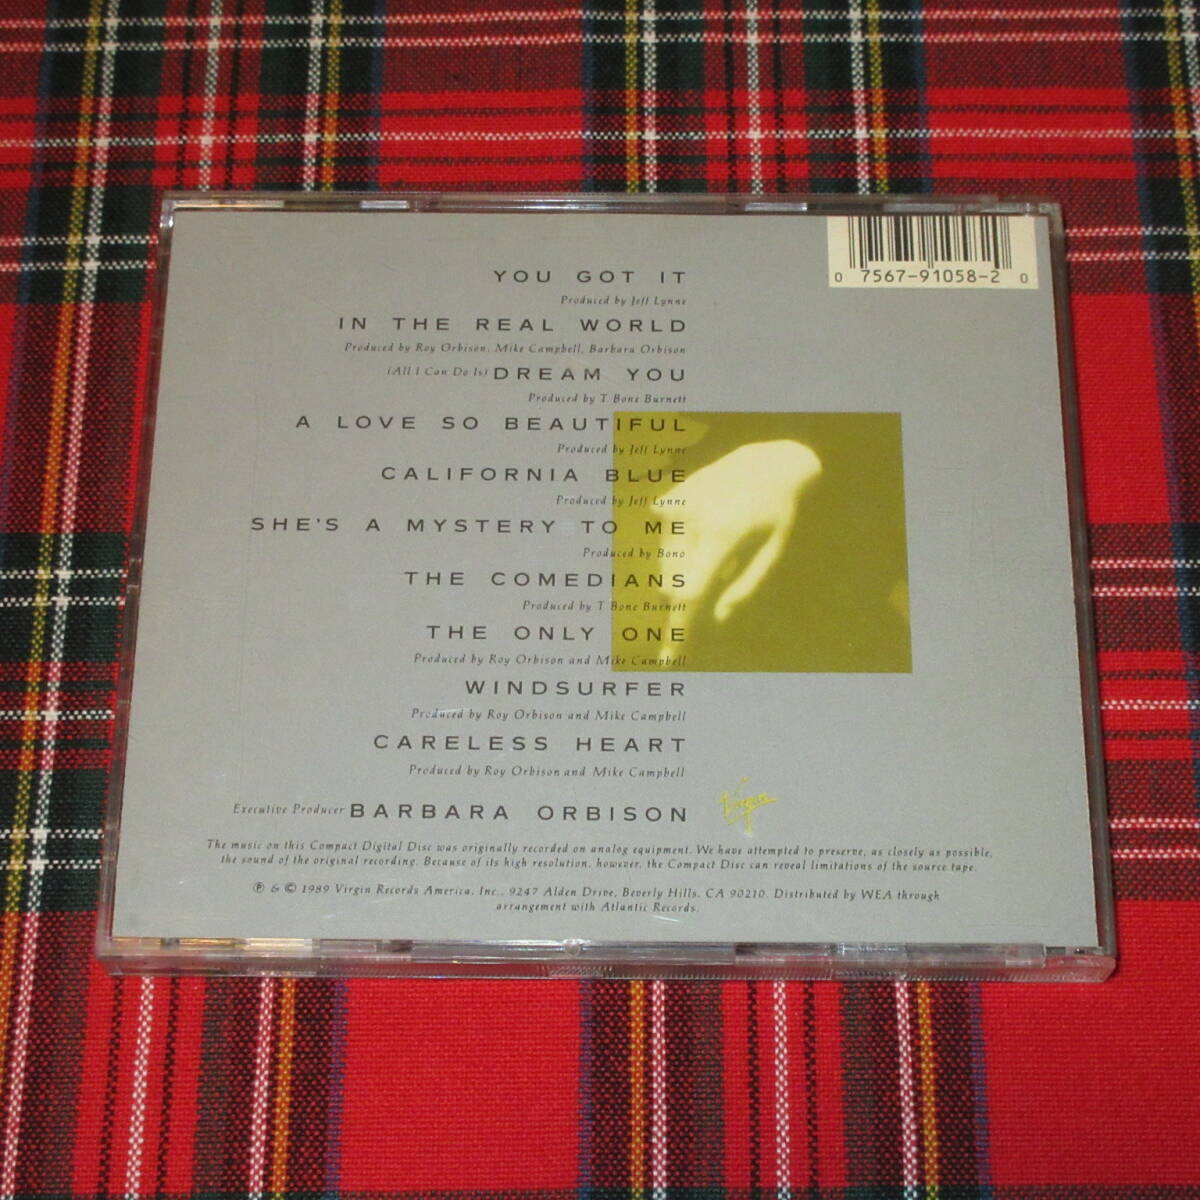 0 7567-91058-2 0
YOU GOT IT
Produced by Jeff Lynne
IN THE REAL WORLD
Produced by Roy Orbison, Mike Campbell, Barbara Orbison
(All I Can Do Is) DREAM YOU
Produced by T Bone Burnett
A LOVE SO BEAUTIFUL
Produced by Jeff Lynne
CALIFORNIA BLUE
Produced by Jeff Lynne
SHE'S A MYSTERY TO ME
Produced by Bono
THE COMEDIANS
Produced by T Bone Burnett
THE ONLY ONE
Produced by Roy Orbison and Mike Campbell
WINDSURFER
Produced by Roy Orbison and Mike Campbell
CARELESS HEART
Produced by Roy Orbison and Mike Campbell
Executive Producer BARBARA ORBISON
Virgin
The music on this Compact Digital Disc was originally recorded on analog equipment. We have attempted to preserve, as closely as possible,
the sound of the original recording. Because of its high resolution, however, the Compact Disc can reveal limitations of the source tape.
℗ & © 1989 Virgin Records America, Inc., 9247 Alden Drive, Beverly Hills, CA 90210. Distributed by WEA through
arrangement with Atlantic Records.